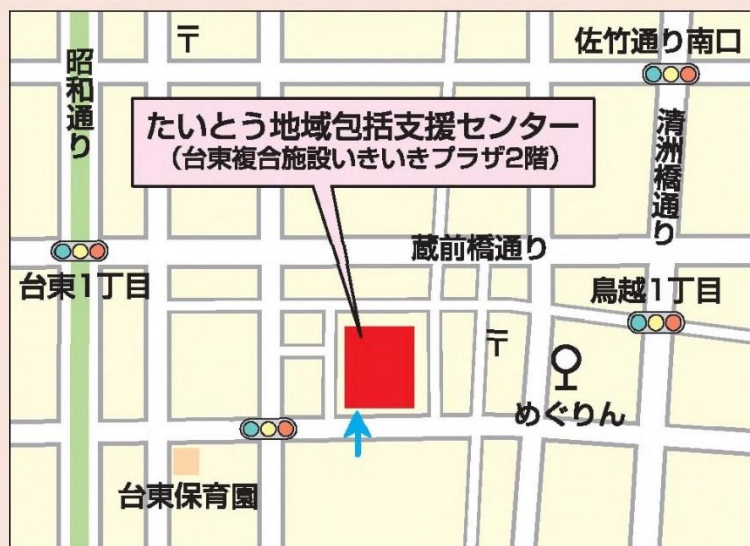 〒
佐竹通り南口
昭和通り
たいとう地域包括支援センター
(台東複合施設いきいきプラザ2階)
清洲橋通り
蔵前橋通り
台東1丁目
鳥越1丁目
〒
めぐりん
台東保育園